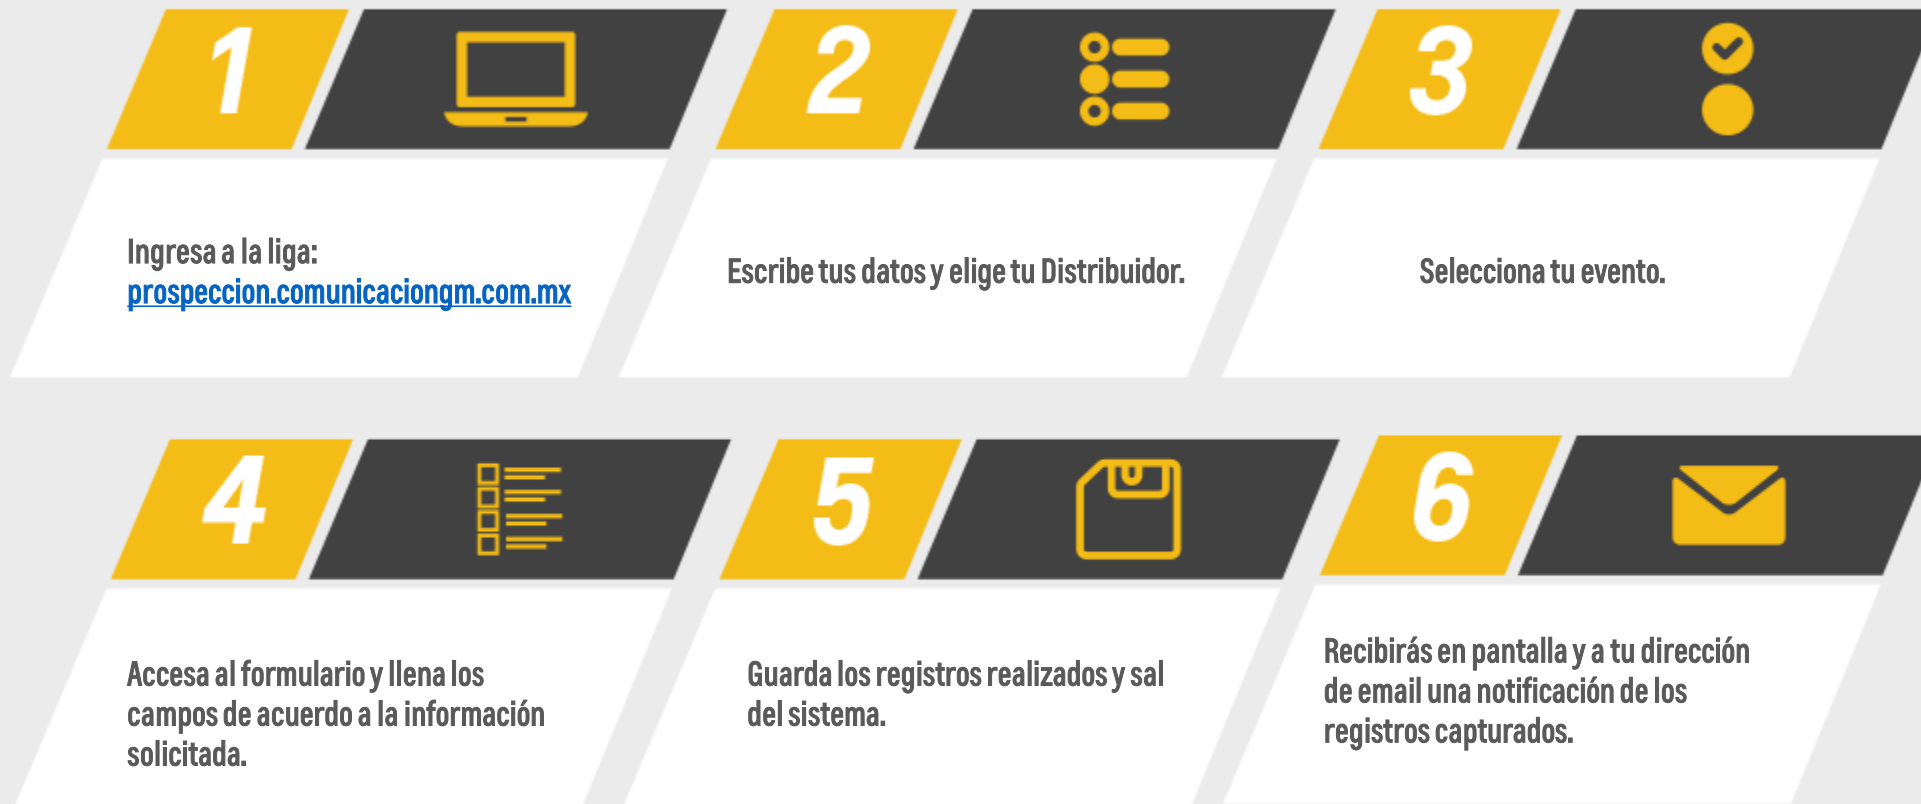 1
Ingresa a la liga:
prospeccion.comunicaciongm.com.mx
2
Escribe tus datos y elige tu Distribuidor.
3
Selecciona tu evento.
4
Accesa al formulario y llena los
campos de acuerdo a la información
solicitada.
5
Guarda los registros realizados y sal
del sistema.
6
Recibirás en pantalla y a tu dirección
de email una notificación de los
registros capturados.